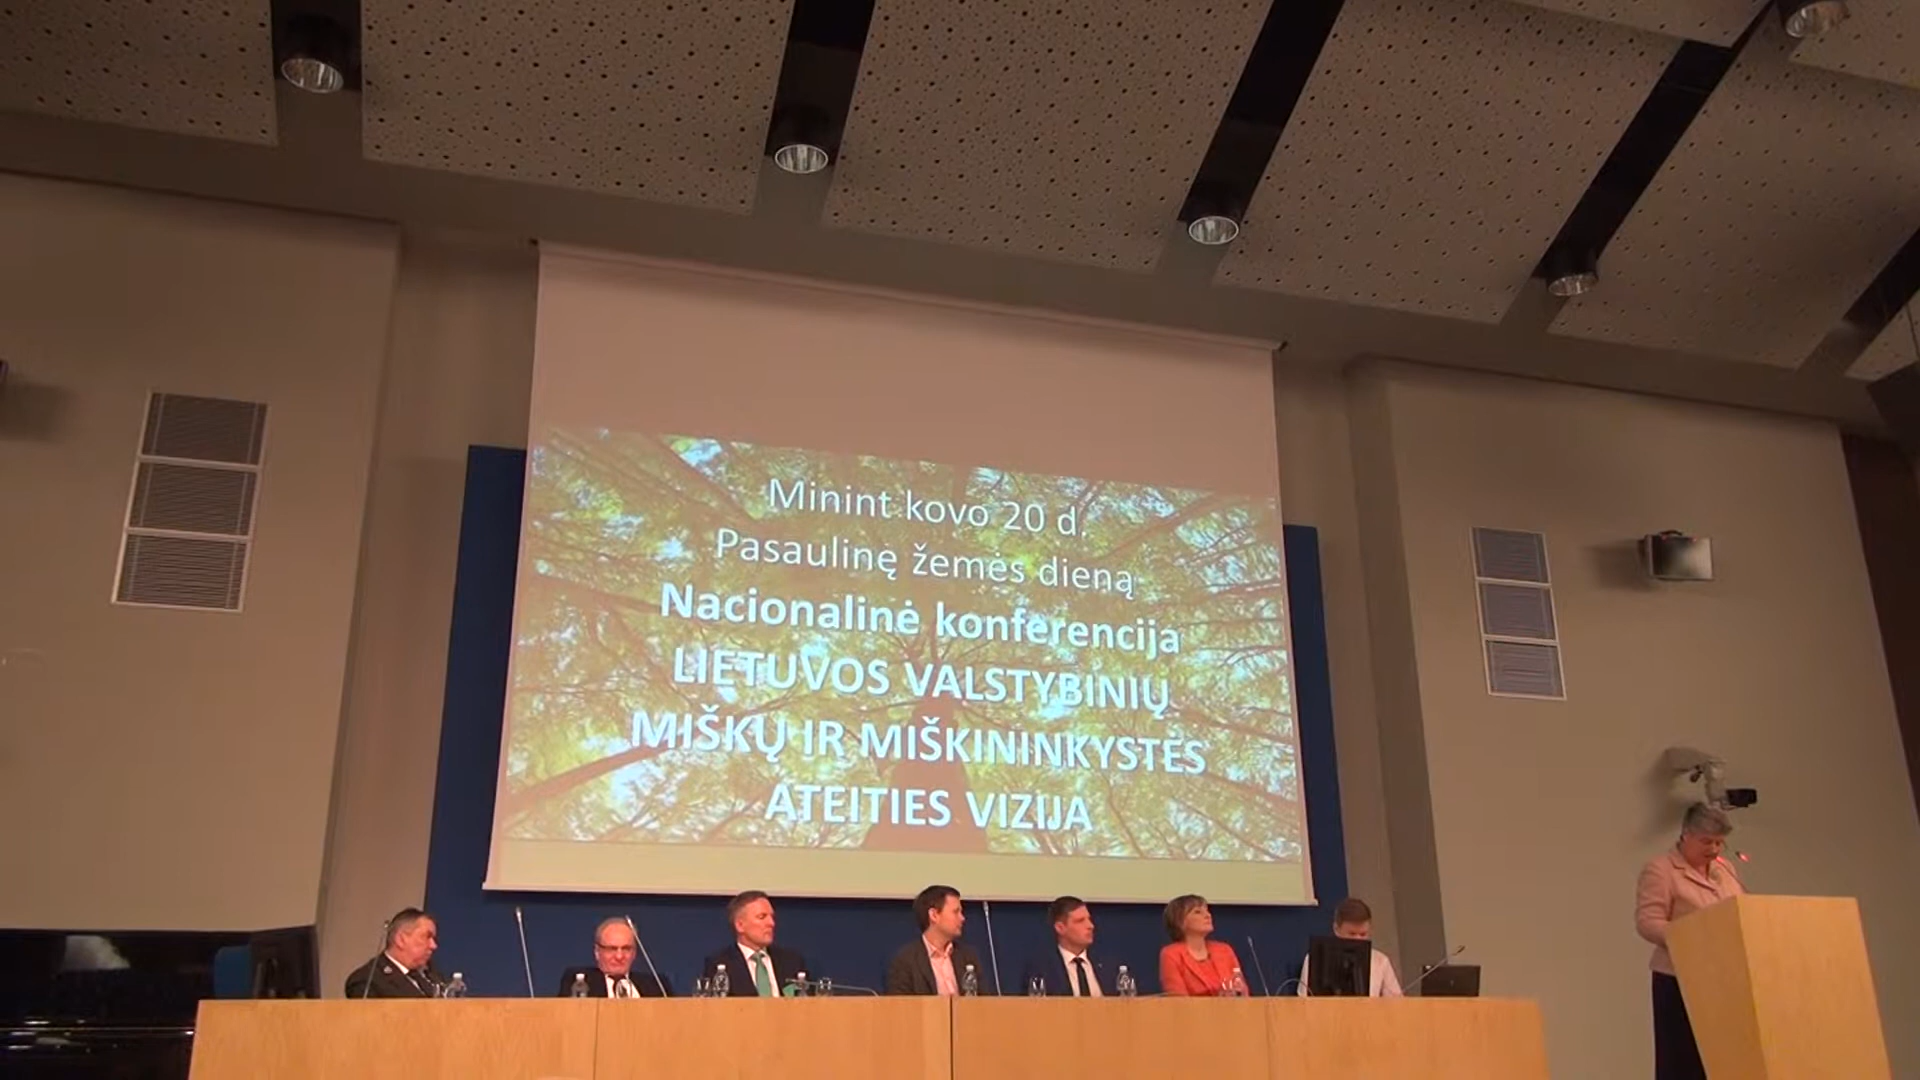 Minint kovo 20 d.
Pasaulinę žemės dieną
Nacionalinė konferencija
LIETUVOS VALSTYBINIŲ
MIŠKŲ IR MIŠKININKYSTĖS
ATEITIES VIZIJA